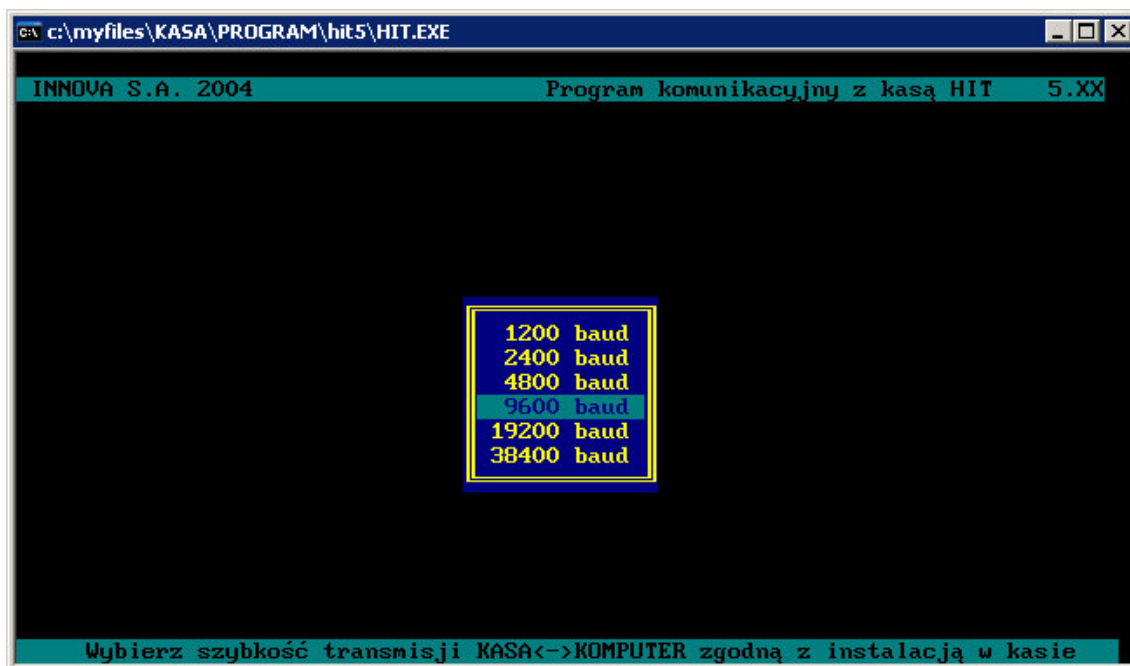 c:\myfiles\KASA\PROGRAM\hit5\HIT.EXE
INNOVA S.A. 2004 Program komunikacyjny z kasą HIT 5.XX
1200 baud
2400 baud
4800 baud
9600 baud
19200 baud
38400 baud
Wybierz szybkość transmisji KASA<->KOMPUTER zgodną z instalacją w kasie